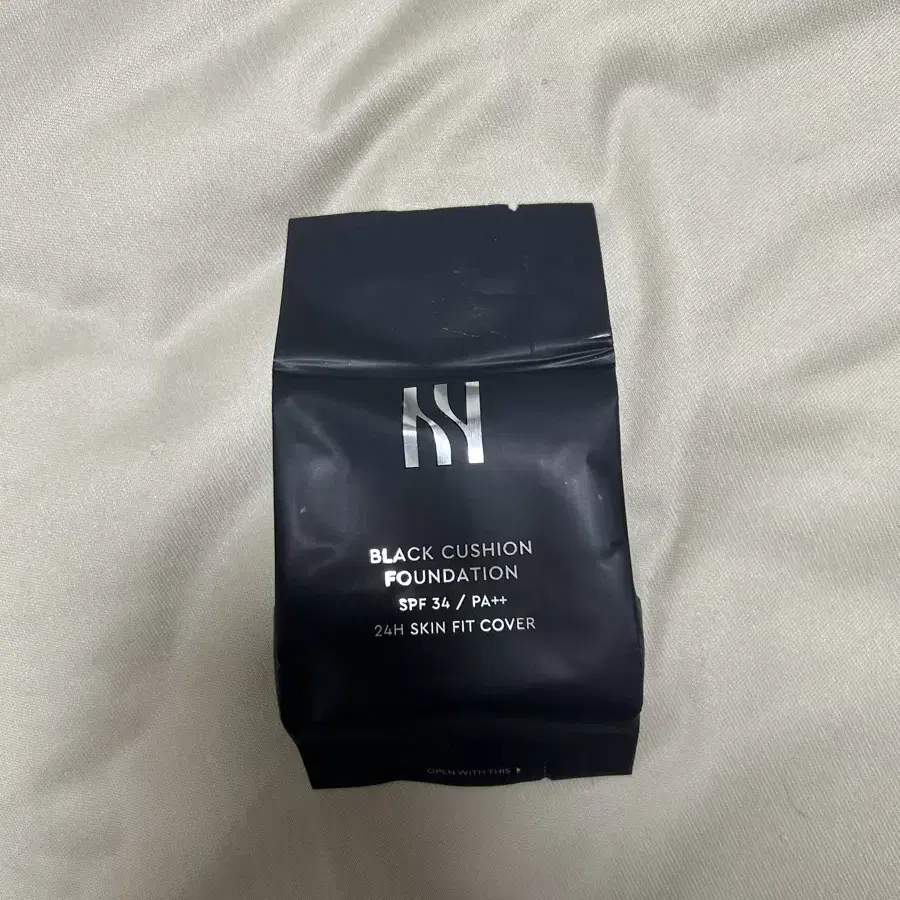 BLACK CUSHION
FOUNDATION
SPF 34 / PA++
24H SKIN FIT COVER
OPEN WITH THIS